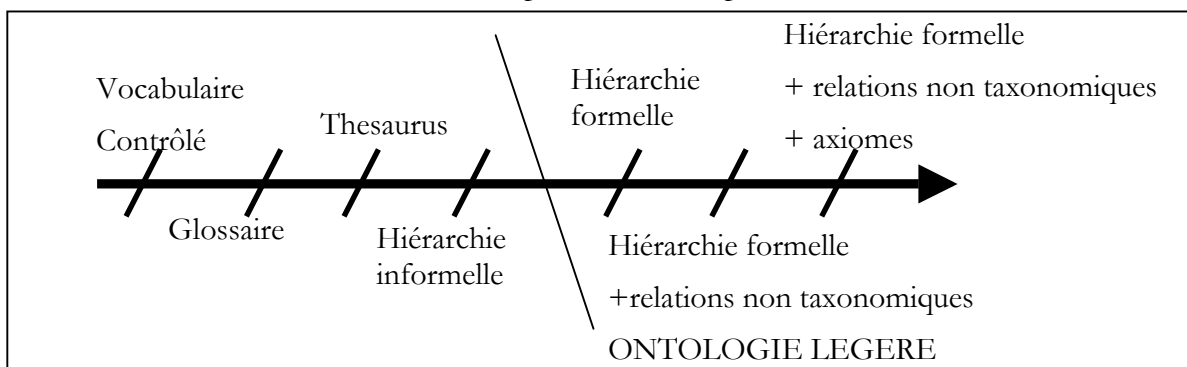 Vocabulaire
Contrôlé
Glossaire
Thesaurus
Hiérarchie
informelle
Hiérarchie
formelle
Hiérarchie formelle
+relations non taxonomiques
ONTOLOGIE LEGERE
Hiérarchie formelle
+ relations non taxonomiques
+ axiomes